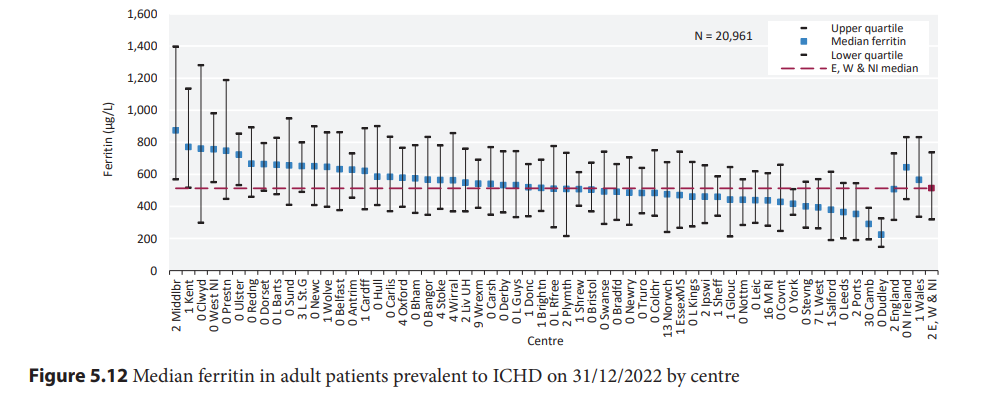 1,600
1,400
1,200
1,000
800
600
400
200
0
Ferritin (µg/L)
N = 20,961
Upper quartile
Median ferritin
Lower quartile
E, W & NI median
2 Middlbr
1 Kent
0 Clwyd
0 West NI
0 Prestn
0 Ulster
0 Redng
0 Dorset
0 L Barts
0 Sund
3 L St.G
0 Newc
1 Wolve
0 Belfast
0 Antrim
1 Cardff
0 Hull
0 Carlis
4 Oxford
0 Bham
0 Bangor
4 Stoke
4 Wirral
2 Liv UH
9 Wrexm
0 Carsh
0 Derby
0 L Guys
1 Donc
1 Brightn
0 L Rfree
2 Plymth
1 Shrew
0 Bristol
0 Swanse
0 Bradfd
0 Newry
0 Truro
0 Colchr
13 Norwch
1 EssexMS
0 L Kings
2 Ipswi
1 Sheff
1 Glouc
0 Nottm
0 Leic
16 M RI
0 Covnt
0 York
0 Stevng
7 L West
1 Salford
0 Leeds
2 Ports
30 Camb
0 Dudley
2 England
0 N Ireland
1 Wales
2 E, W & NI
Centre
Figure 5.12 Median ferritin in adult patients prevalent to ICHD on 31/12/2022 by centre